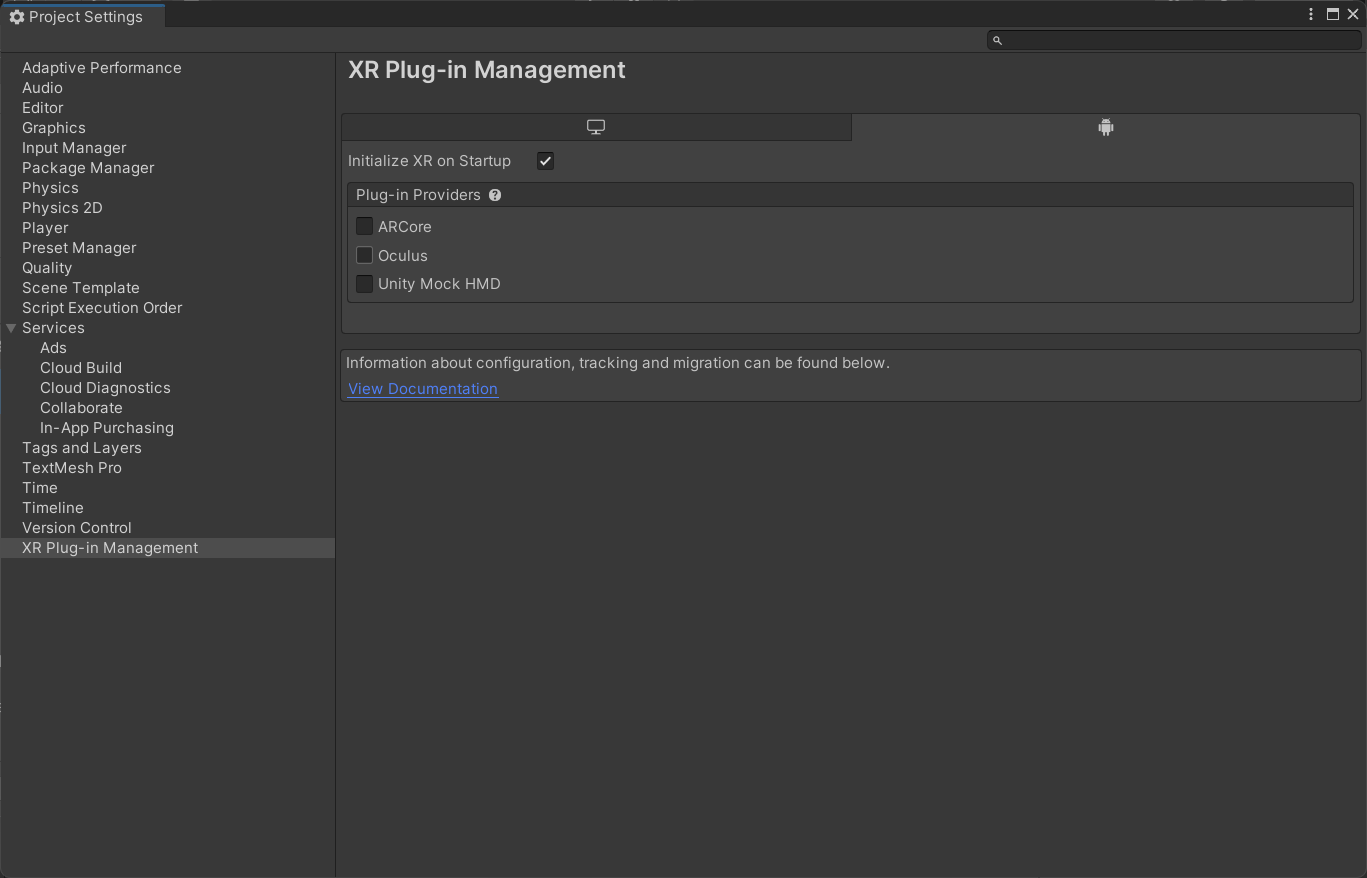 Project Settings
Adaptive Performance
Audio
Editor
Graphics
Input Manager
Package Manager
Physics
Physics 2D
Player
Preset Manager
Quality
Scene Template
Script Execution Order
Services
Ads
Cloud Build
Cloud Diagnostics
Collaborate
In-App Purchasing
Tags and Layers
TextMesh Pro
Time
Timeline
Version Control
XR Plug-in Management
XR Plug-in Management
Initialize XR on Startup
Plug-in Providers
ARCore
Oculus
Unity Mock HMD
Information about configuration, tracking and migration can be found below.
View Documentation